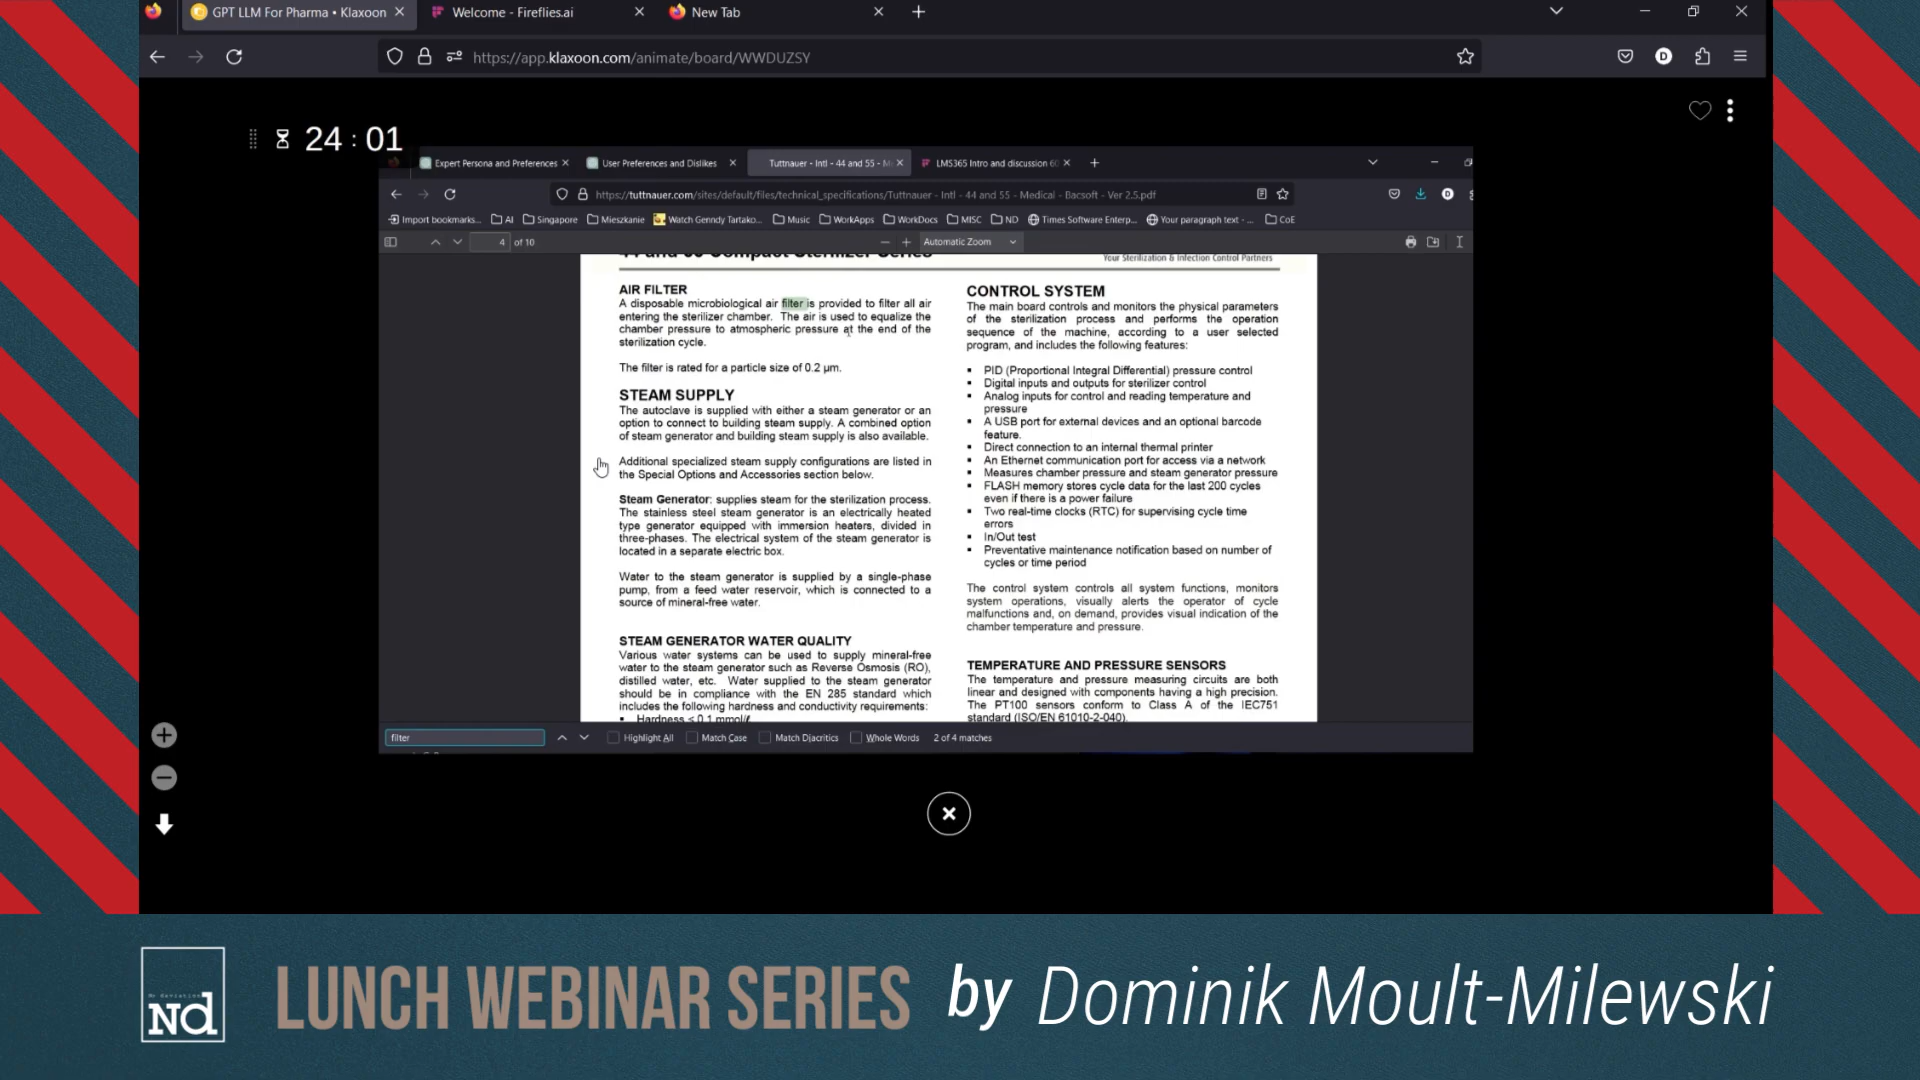 GPT LLM For Pharma • Klaxoon
Welcome - Fireflies.ai
New Tab
https://app.klaxoon.com/animate/board/WWDUZSY
24 : 01
Expert Persona and Preferences
User Preferences and Dislikes
Tuttnauer - Intl - 44 and 55 - M
LMS365 Intro and discussion 60
https://tuttnauer.com/sites/default/files/technical_specifications/Tuttnauer - Intl - 44 and 55 - Medical - Bacsoft - Ver 2.5.pdf
Import bookmarks... AI Singapore Mieszkanie Watch Genndy Tartako... Music WorkApps WorkDocs MISC ND Times Software Enterp... Your paragraph text - ... CoE
4 of 10
Automatic Zoom
44 and 55 Compact Sterilizer Series
Your Sterilization & Infection Control Partners
AIR FILTER
A disposable microbiological air filter is provided to filter all air
entering the sterilizer chamber. The air is used to equalize the
chamber pressure to atmospheric pressure at the end of the
sterilization cycle.
The filter is rated for a particle size of 0.2 µm.
STEAM SUPPLY
The autoclave is supplied with either a steam generator or an
option to connect to building steam supply. A combined option
of steam generator and building steam supply is also available.
Additional specialized steam supply configurations are listed in
the Special Options and Accessories section below.
Steam Generator: supplies steam for the sterilization process.
The stainless steel steam generator is an electrically heated
type generator equipped with immersion heaters, divided in
three-phases. The electrical system of the steam generator is
located in a separate electric box.
Water to the steam generator is supplied by a single-phase
pump, from a feed water reservoir, which is connected to a
source of mineral-free water.
STEAM GENERATOR WATER QUALITY
Various water systems can be used to supply mineral-free
water to the steam generator such as Reverse Osmosis (RO),
distilled water, etc. Water supplied to the steam generator
should be in compliance with the EN 285 standard which
includes the following hardness and conductivity requirements:
▪ Hardness ≤ 0.1 mmol/ℓ
CONTROL SYSTEM
The main board controls and monitors the physical parameters
of the sterilization process and performs the operation
sequence of the machine, according to a user selected
program, and includes the following features:
▪ PID (Proportional Integral Differential) pressure control
▪ Digital inputs and outputs for sterilizer control
▪ Analog inputs for control and reading temperature and
pressure
▪ A USB port for external devices and an optional barcode
feature.
▪ Direct connection to an internal thermal printer
▪ An Ethernet communication port for access via a network
▪ Measures chamber pressure and steam generator pressure
▪ FLASH memory stores cycle data for the last 200 cycles
even if there is a power failure
▪ Two real-time clocks (RTC) for supervising cycle time
errors
▪ In/Out test
▪ Preventative maintenance notification based on number of
cycles or time period
The control system controls all system functions, monitors
system operations, visually alerts the operator of cycle
malfunctions and, on demand, provides visual indication of the
chamber temperature and pressure.
TEMPERATURE AND PRESSURE SENSORS
The temperature and pressure measuring circuits are both
linear and designed with components having a high precision.
The PT100 sensors conform to Class A of the IEC751
standard (ISO/EN 61010-2-040).
filter
Highlight All Match Case Match Diacritics Whole Words 2 of 4 matches
Nd
LUNCH WEBINAR SERIES by Dominik Moult-Milewski